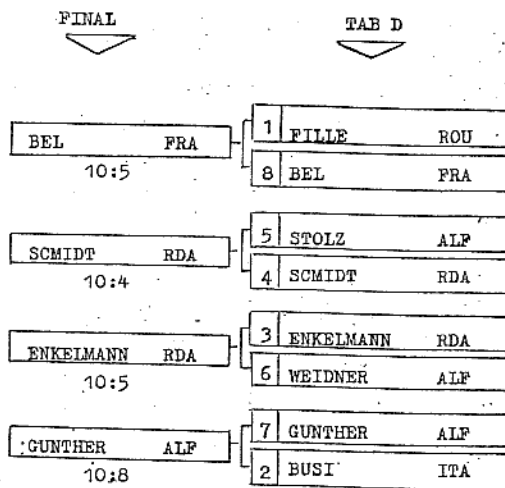 FINAL TAB D
1 FILLE ROU
BEL FRA
10:5
8 BEL FRA
5 STOLZ ALF
SCMIDT RDA
10:4
4 SCMIDT RDA
3 ENKELMANN RDA
ENKELMANN RDA
10:5
6 WEIDNER ALF
7 GUNTHER ALF
GUNTHER ALF
10:8
2 BUSI ITA